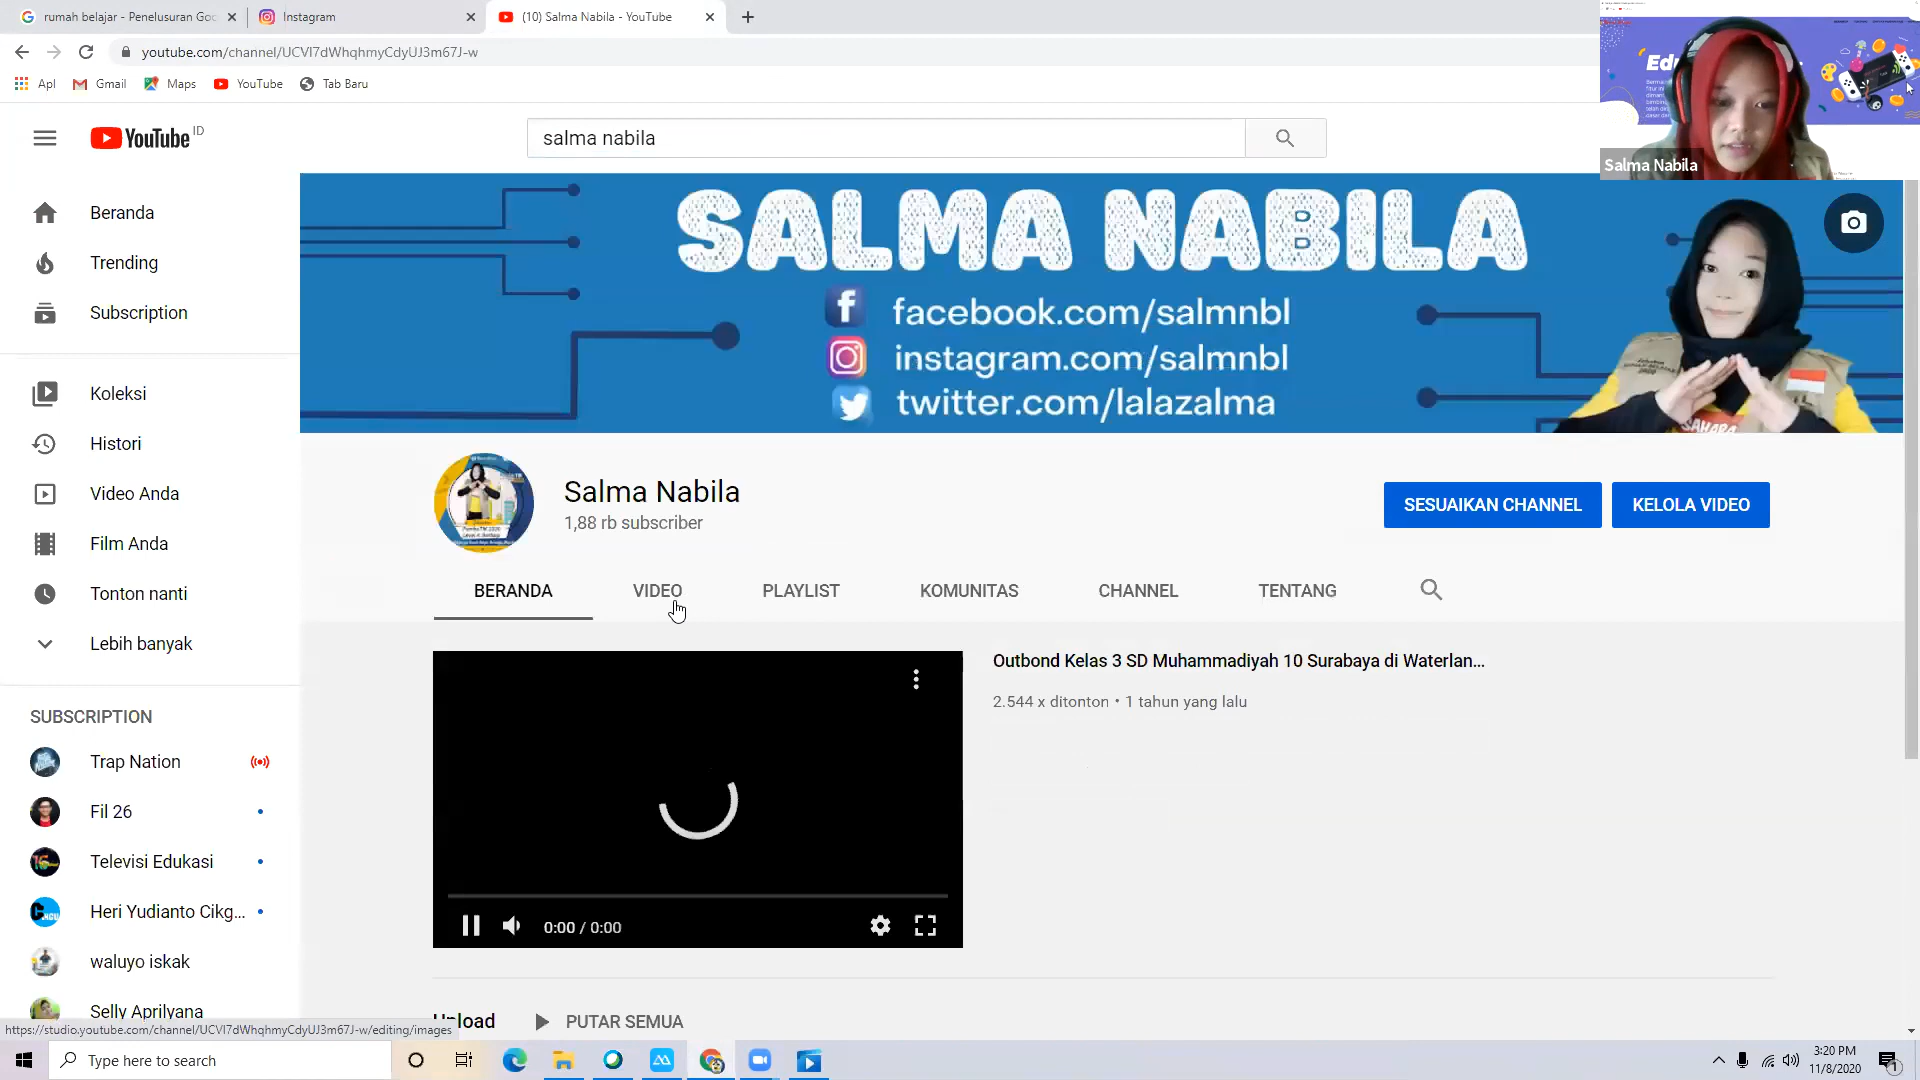 rumah belajar - Penelusuran Goo
Instagram
(10) Salma Nabila - YouTube
youtube.com/channel/UCVI7dWhqhmyCdyUJ3m67J-w
Apl
Gmail
Maps
YouTube
Tab Baru
YouTube ID
salma nabila
Salma Nabila
Beranda
Trending
Subscription
Koleksi
Histori
Video Anda
Film Anda
Tonton nanti
Lebih banyak
SUBSCRIPTION
Trap Nation
Fil 26
Televisi Edukasi
Heri Yudianto Cikg...
waluyo iskak
Selly Aprilyana
SALMA NABILA
facebook.com/salmnbl
instagram.com/salmnbl
twitter.com/lalazalma
SAHABA
Salma Nabila
1,88 rb subscriber
SESUAIKAN CHANNEL
KELOLA VIDEO
BERANDA
VIDEO
PLAYLIST
KOMUNITAS
CHANNEL
TENTANG
Outbond Kelas 3 SD Muhammadiyah 10 Surabaya di Waterlan...
2.544 x ditonton • 1 tahun yang lalu
0:00 / 0:00
Upload
PUTAR SEMUA
https://studio.youtube.com/channel/UCVI7dWhqhmyCdyUJ3m67J-w/editing/images
Type here to search
3:20 PM
11/8/2020
1